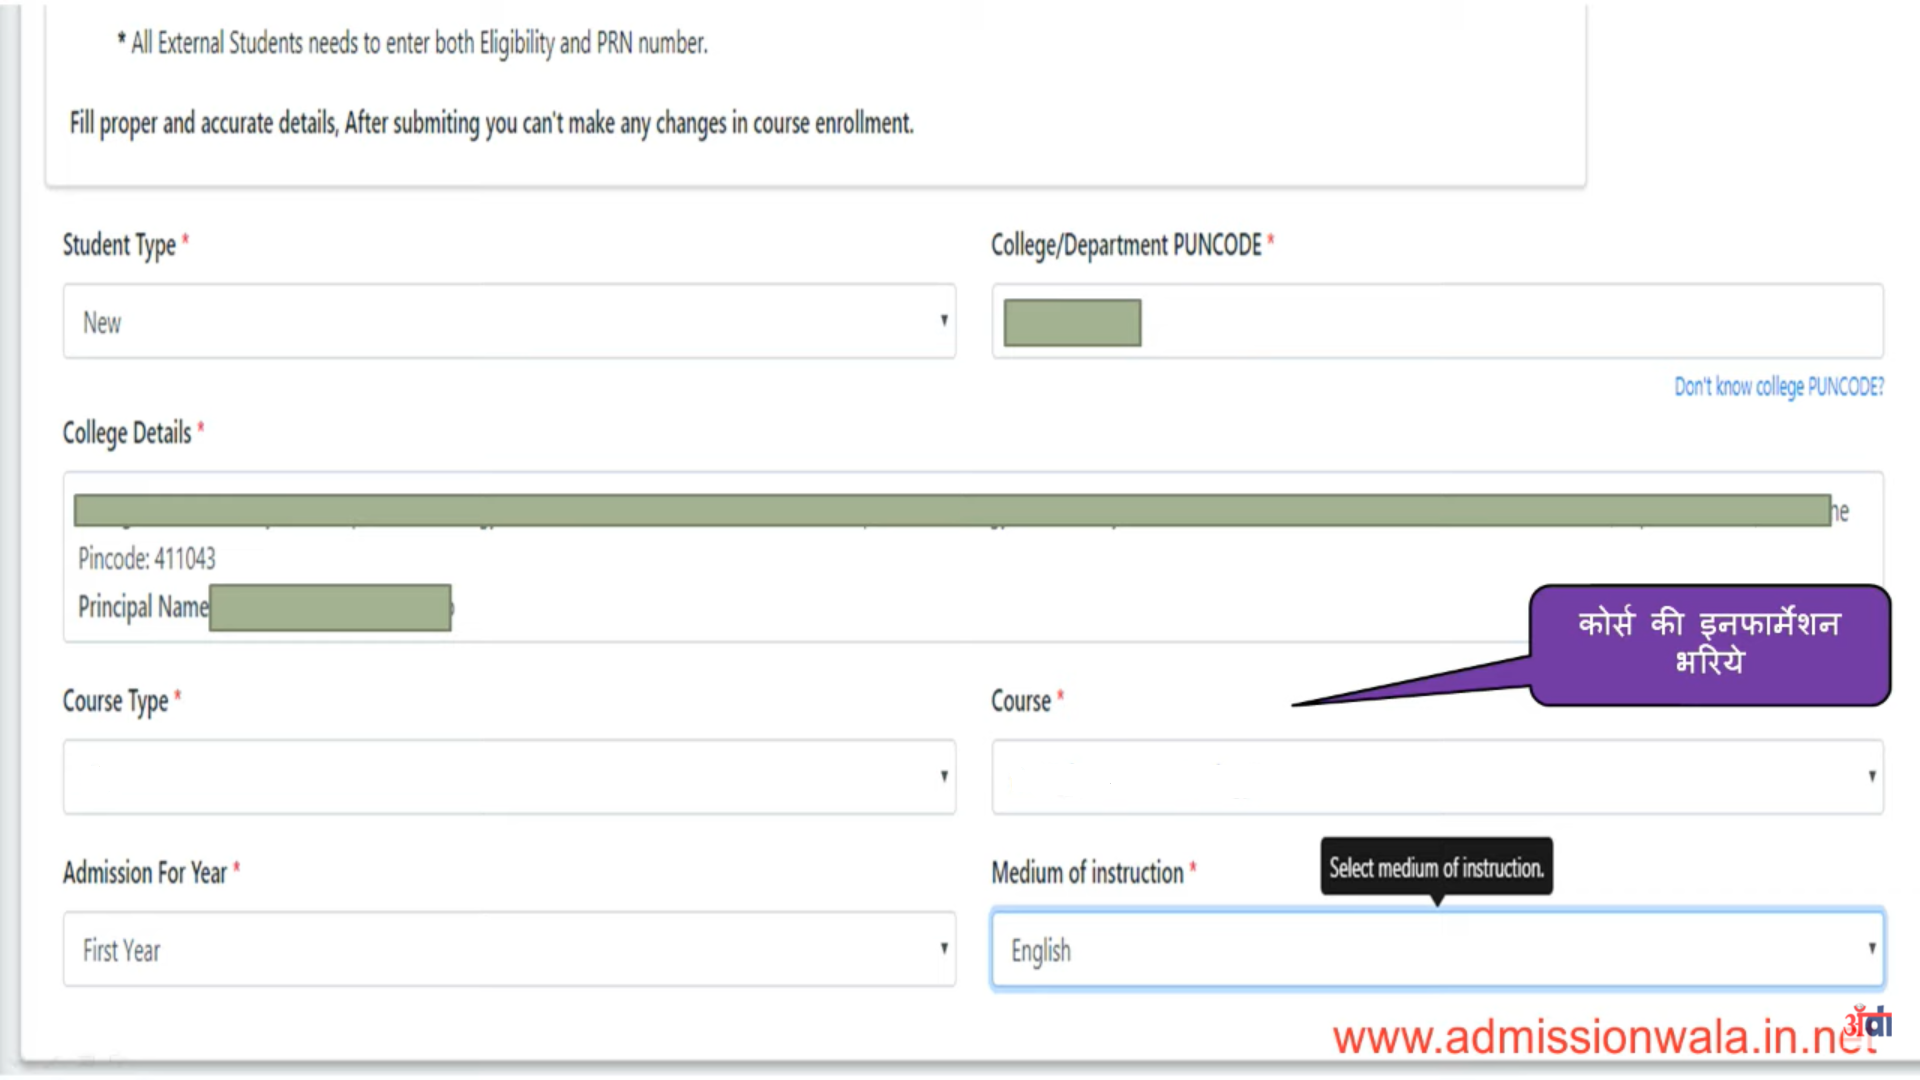 * All External Students needs to enter both Eligibility and PRN number.
Fill proper and accurate details, After submiting you can't make any changes in course enrollment.
Student Type *
College/Department PUNCODE *
New
Don't know college PUNCODE?
College Details *
Pincode: 411043
Principal Name
कोर्स की इनफार्मेशन
भरिये
Course Type *
Course *
Admission For Year *
Medium of instruction *
Select medium of instruction.
First Year
English
www.admissionwala.in.net